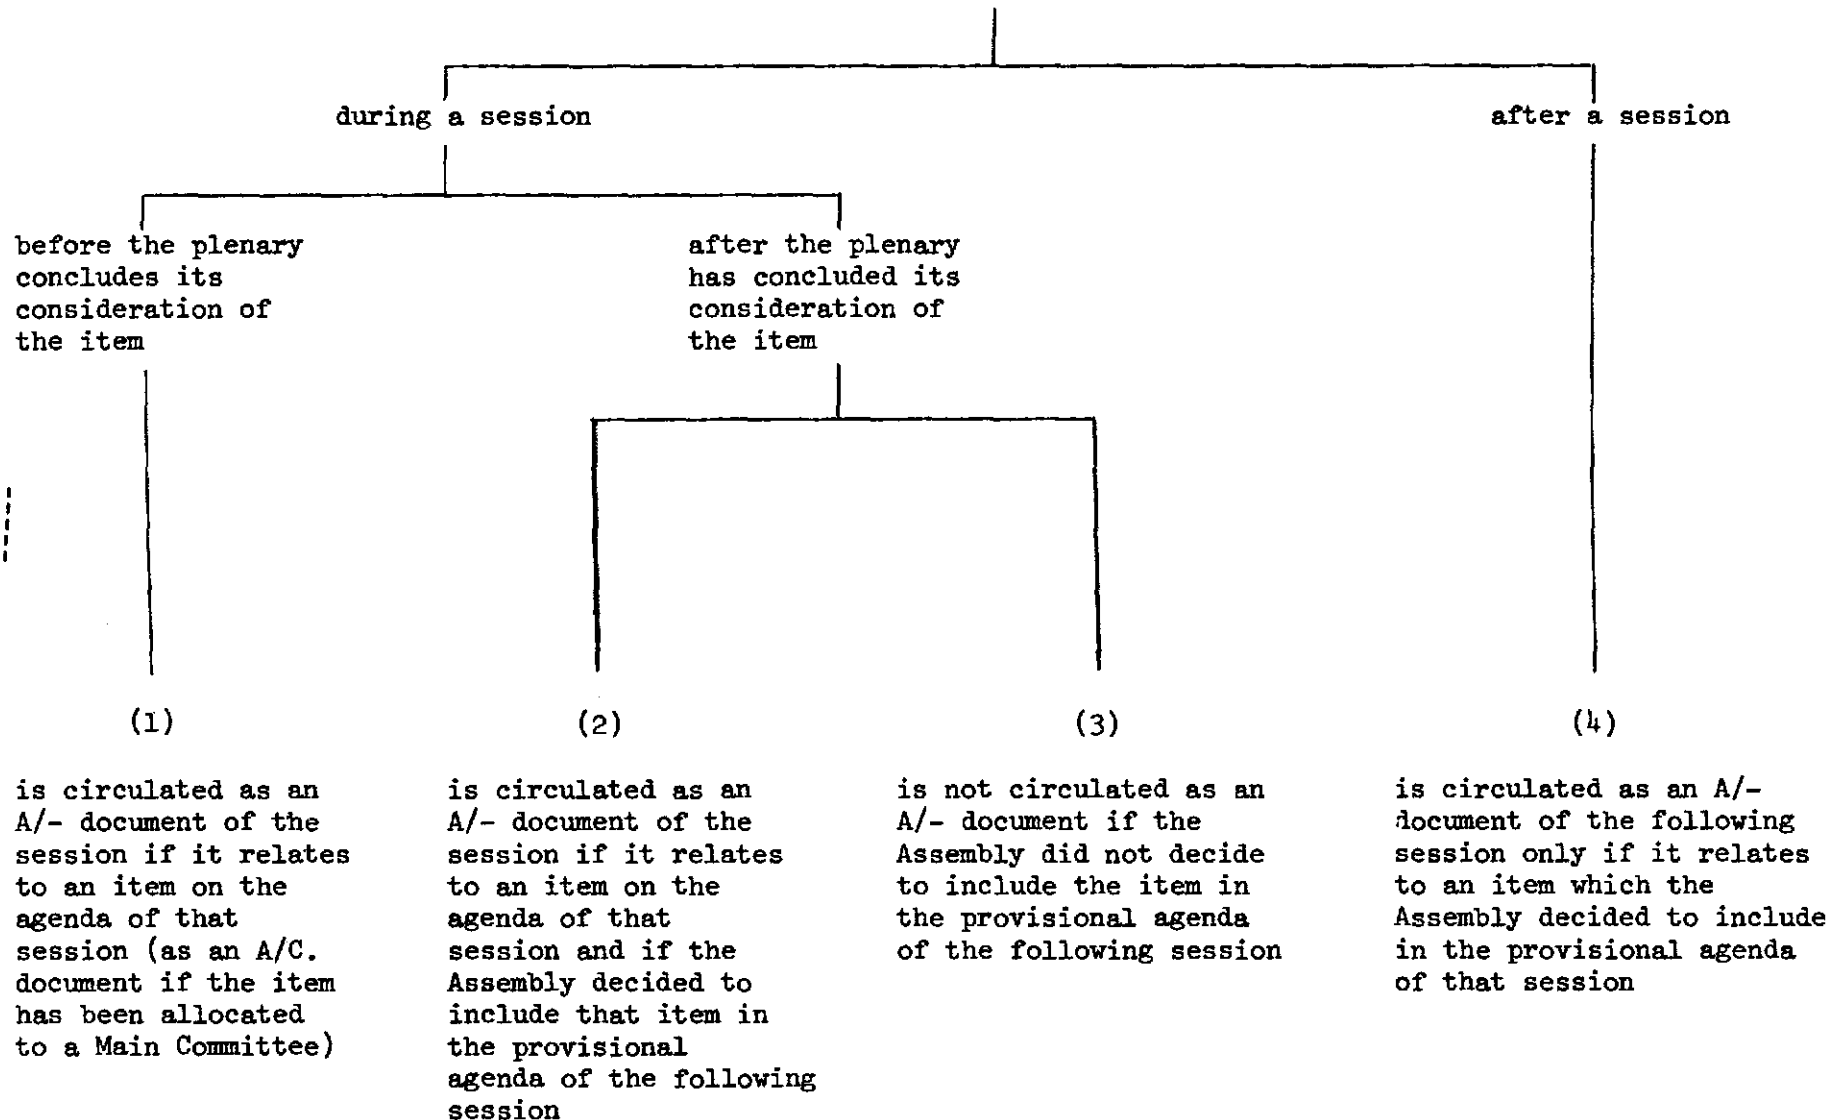 during a session
after a session
before the plenary
concludes its
consideration of
the item
after the plenary
has concluded its
consideration of
the item
(1)
is circulated as an
A/- document of the
session if it relates
to an item on the
agenda of that
session (as an A/C.
document if the item
has been allocated
to a Main Committee)
(2)
is circulated as an
A/- document of the
session if it relates
to an item on the
agenda of that
session and if the
Assembly decided to
include that item in
the provisional
agenda of the following
session
(3)
is not circulated as an
A/- document if the
Assembly did not decide
to include the item in
the provisional agenda
of the following session
(4)
is circulated as an A/-
document of the following
session only if it relates
to an item which the
Assembly decided to include
in the provisional agenda
of that session